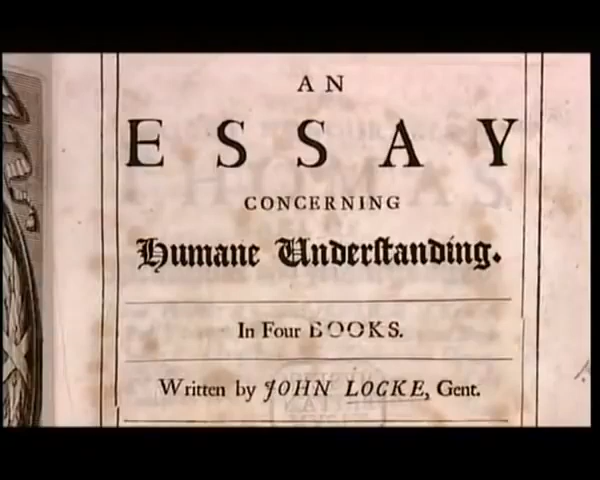 AN
ESSAY
CONCERNING
Humane Understanding.
In Four BOOKS.
Written by JOHN LOCKE, Gent.